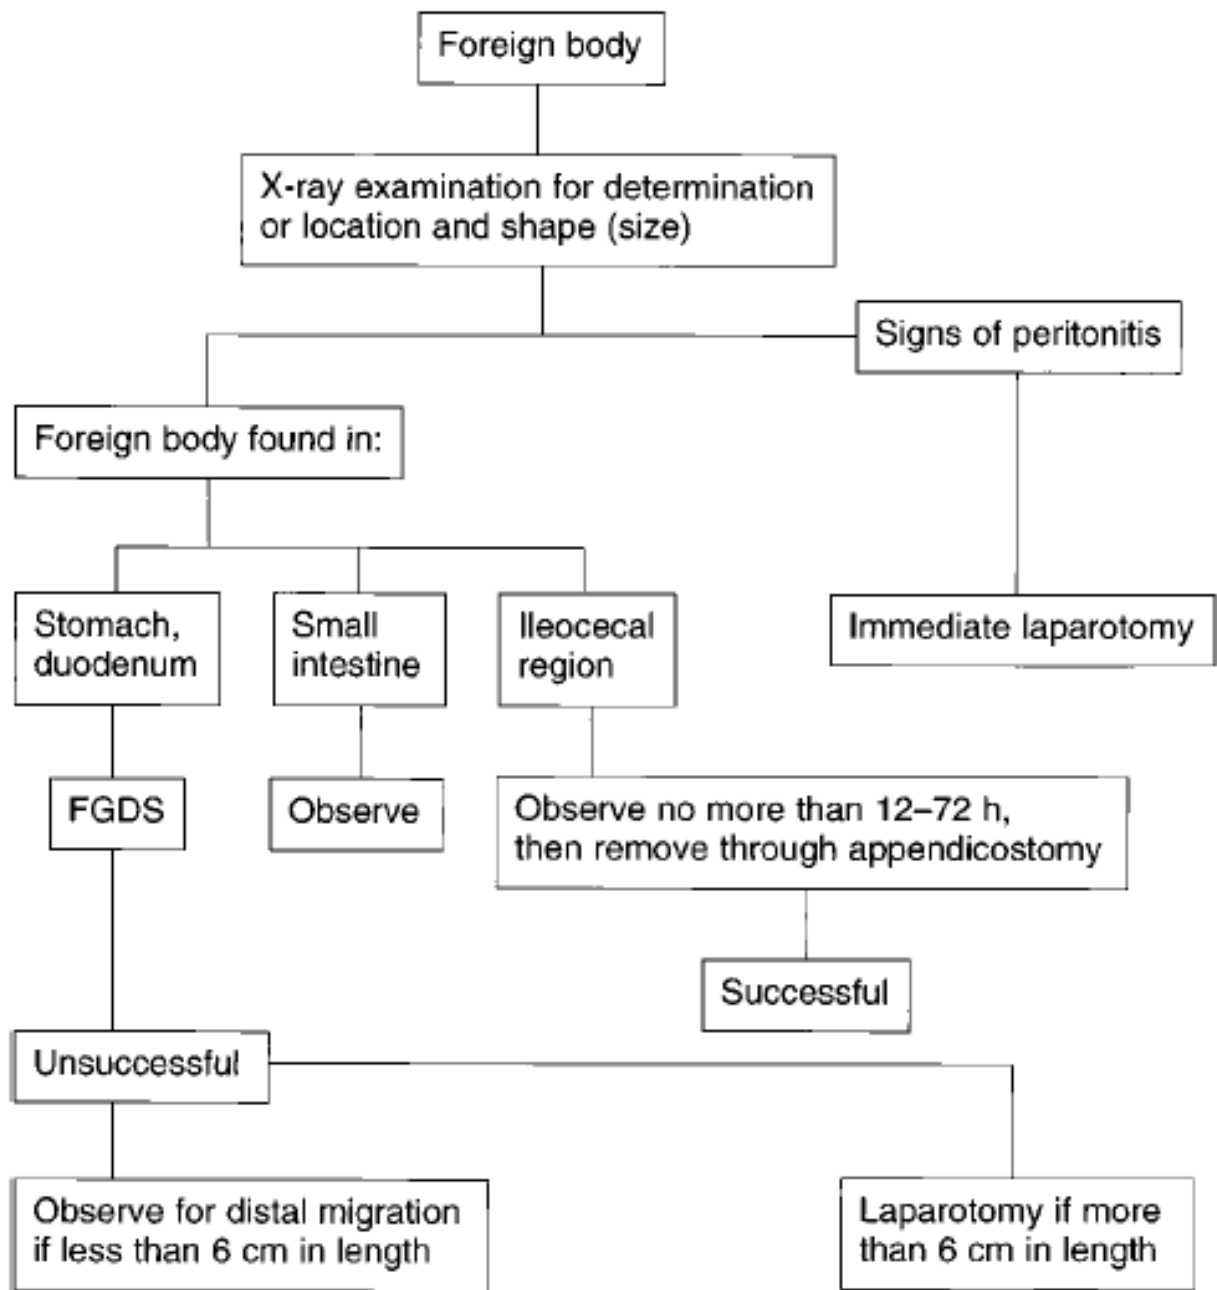 Foreign body
X-ray examination for determination
or location and shape (size)
Signs of peritonitis
Foreign body found in:
Stomach,
duodenum
Small
intestine
Ileocecal
region
Immediate laparotomy
FGDS
Observe
Observe no more than 12–72 h,
then remove through appendicostomy
Successful
Unsuccessful
Observe for distal migration
if less than 6 cm in length
Laparotomy if more
than 6 cm in length